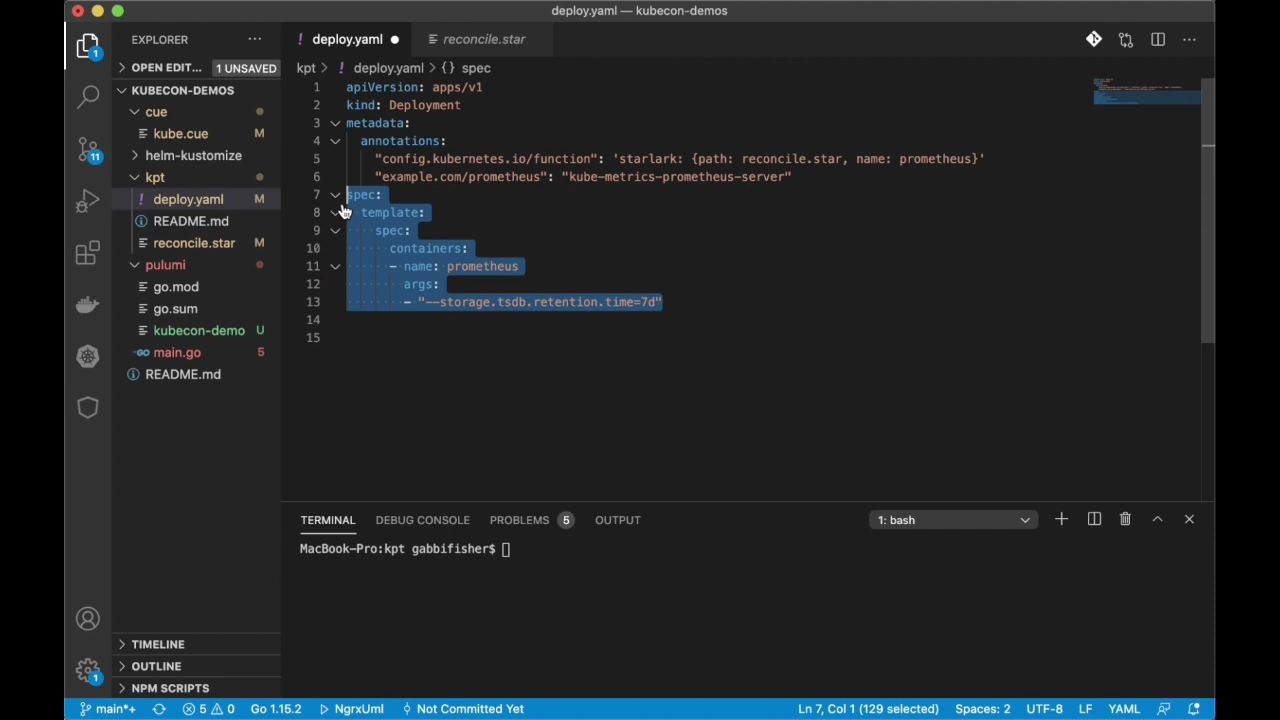 deploy.yaml — kubecon-demos
EXPLORER
! deploy.yaml
reconcile.star
OPEN EDIT... 1 UNSAVED
kpt > ! deploy.yaml > {} spec
KUBECON-DEMOS
cue
kube.cue M
helm-kustomize
kpt
! deploy.yaml M
README.md
reconcile.star M
pulumi
go.mod
go.sum
kubecon-demo U
main.go 5
README.md
TIMELINE
OUTLINE
NPM SCRIPTS
1
11
1
1 apiVersion: apps/v1
2 kind: Deployment
3 metadata:
4 annotations:
5 "config.kubernetes.io/function": 'starlark: {path: reconcile.star, name: prometheus}'
6 "example.com/prometheus": "kube-metrics-prometheus-server"
7 spec:
8 template:
9 spec:
10 containers:
11 - name: prometheus
12 args:
13 - "--storage.tsdb.retention.time=7d"
14
15
TERMINAL DEBUG CONSOLE PROBLEMS 5 OUTPUT 1: bash
MacBook-Pro:kpt gabbifisher$
main*+ 5 0 Go 1.15.2 NgrxUml Not Committed Yet Ln 7, Col 1 (129 selected) Spaces: 2 UTF-8 LF YAML